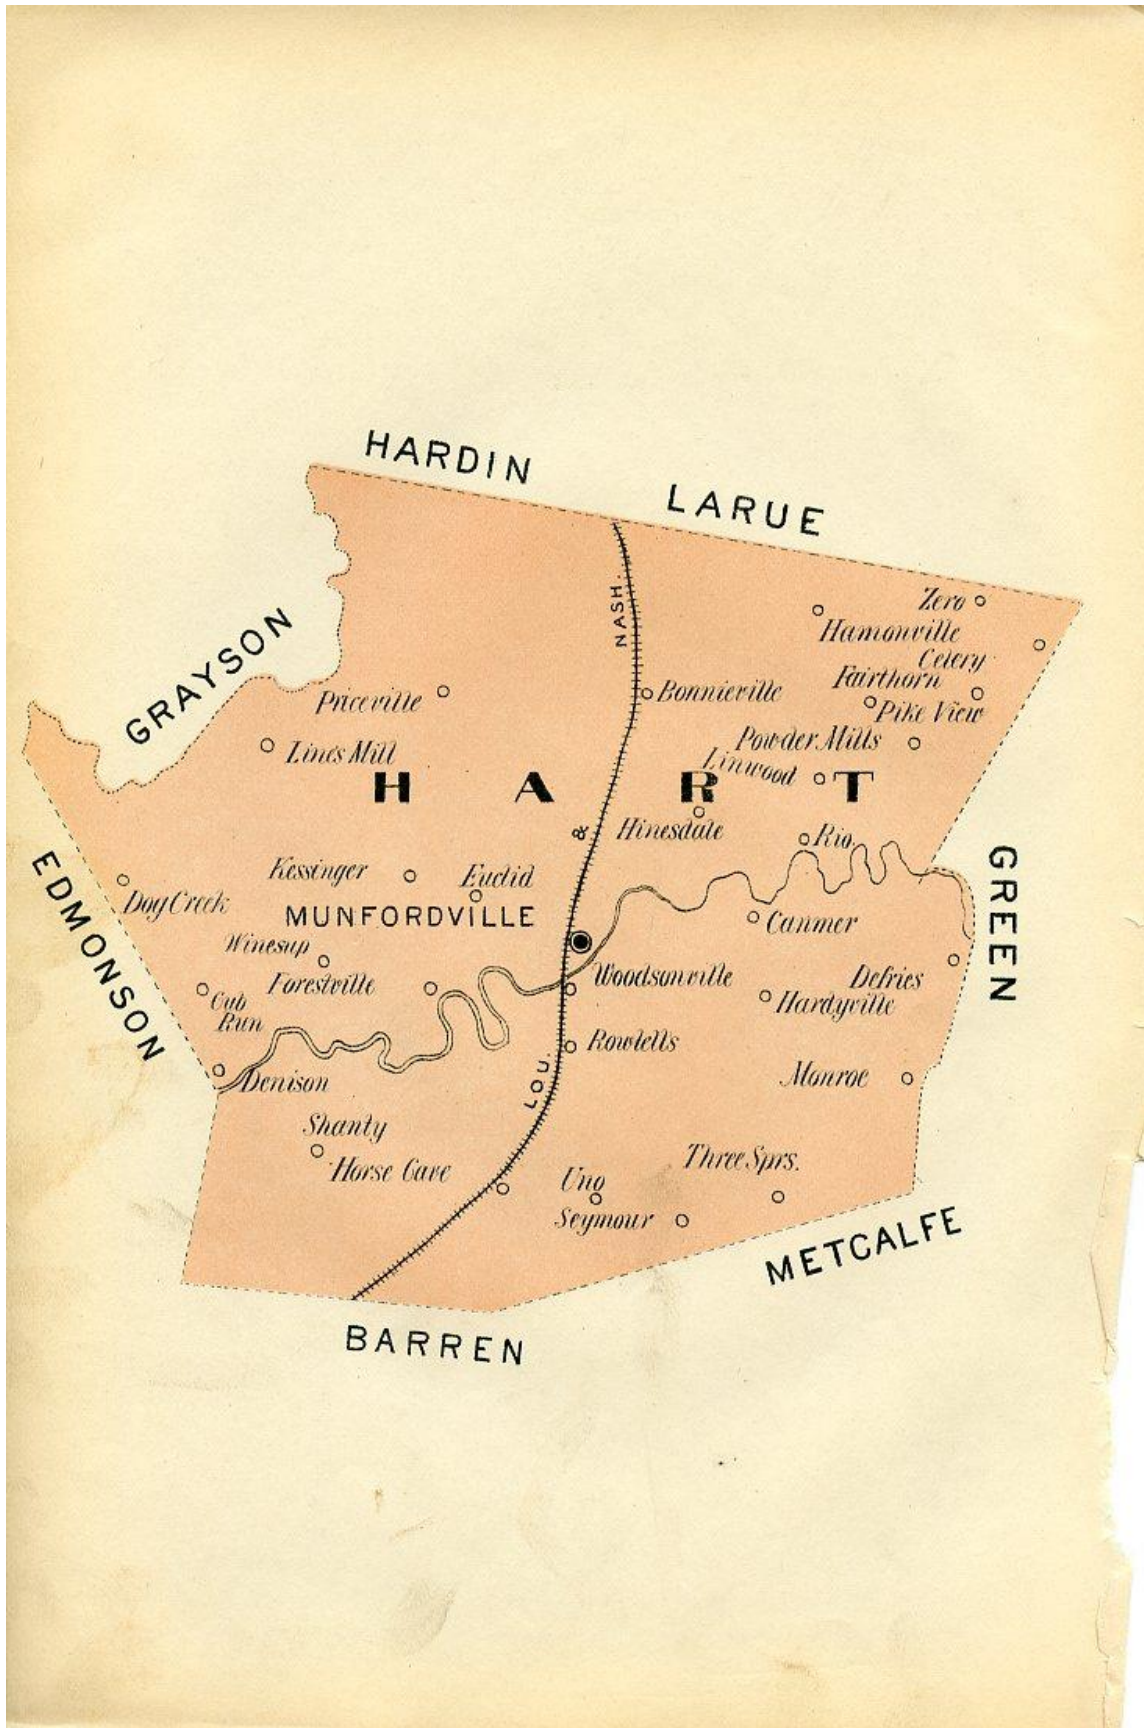 HARDIN
LARUE
GRAYSON
NASH.
Zero
Hamonville
Celery
Fairthorn
Priceville
Bonnieville
Pike View
Powder Mills
Lines Mill
Linwood
H A R T
&
Hinesdale
Rio
Kessinger
Euclid
GREEN
EDMONSON
Dog Creek
MUNFORDVILLE
Canmer
Winesup
Forestville
Woodsonville
Defries
Cub
Run
Hardyville
Rowletts
Denison
Monroe
LOU.
Shanty
Horse Cave
Three Sprs.
Uno
Seymour
METCALFE
BARREN